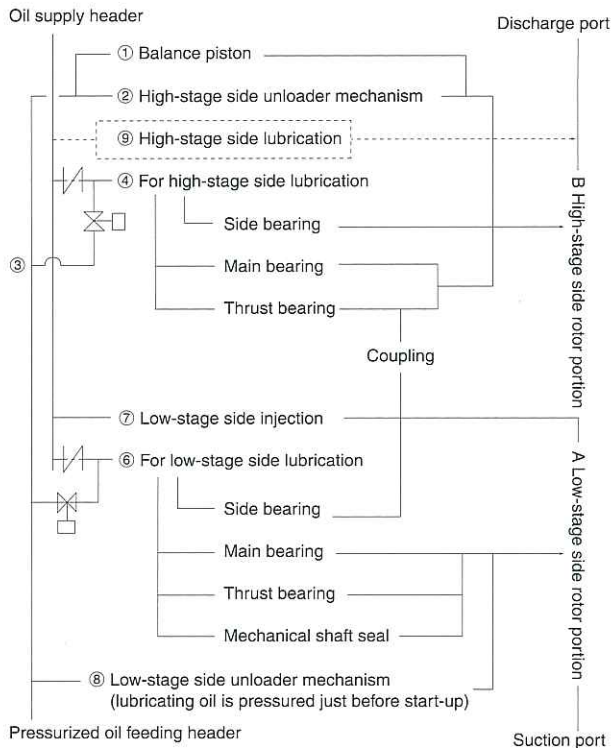 Oil supply header
Discharge port
① Balance piston
② High-stage side unloader mechanism
⑨ High-stage side lubrication
④ For high-stage side lubrication
Side bearing
③
Main bearing
Thrust bearing
B High-stage side rotor portion
Coupling
⑦ Low-stage side injection
⑥ For low-stage side lubrication
Side bearing
Main bearing
Thrust bearing
Mechanical shaft seal
A Low-stage side rotor portion
⑧ Low-stage side unloader mechanism
(lubricating oil is pressured just before start-up)
Pressurized oil feeding header
Suction port